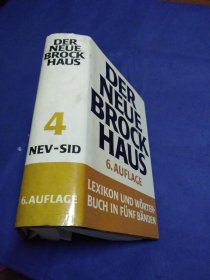 DER
NEUE
BROCK
HAUS
4
NEV-SID
6. AUFLAGE
DER
NEUE
BROCK
HAUS
6. AUFLAGE
LEXIKON UND WÖRTER-
BUCH IN FÜNF BÄNDEN